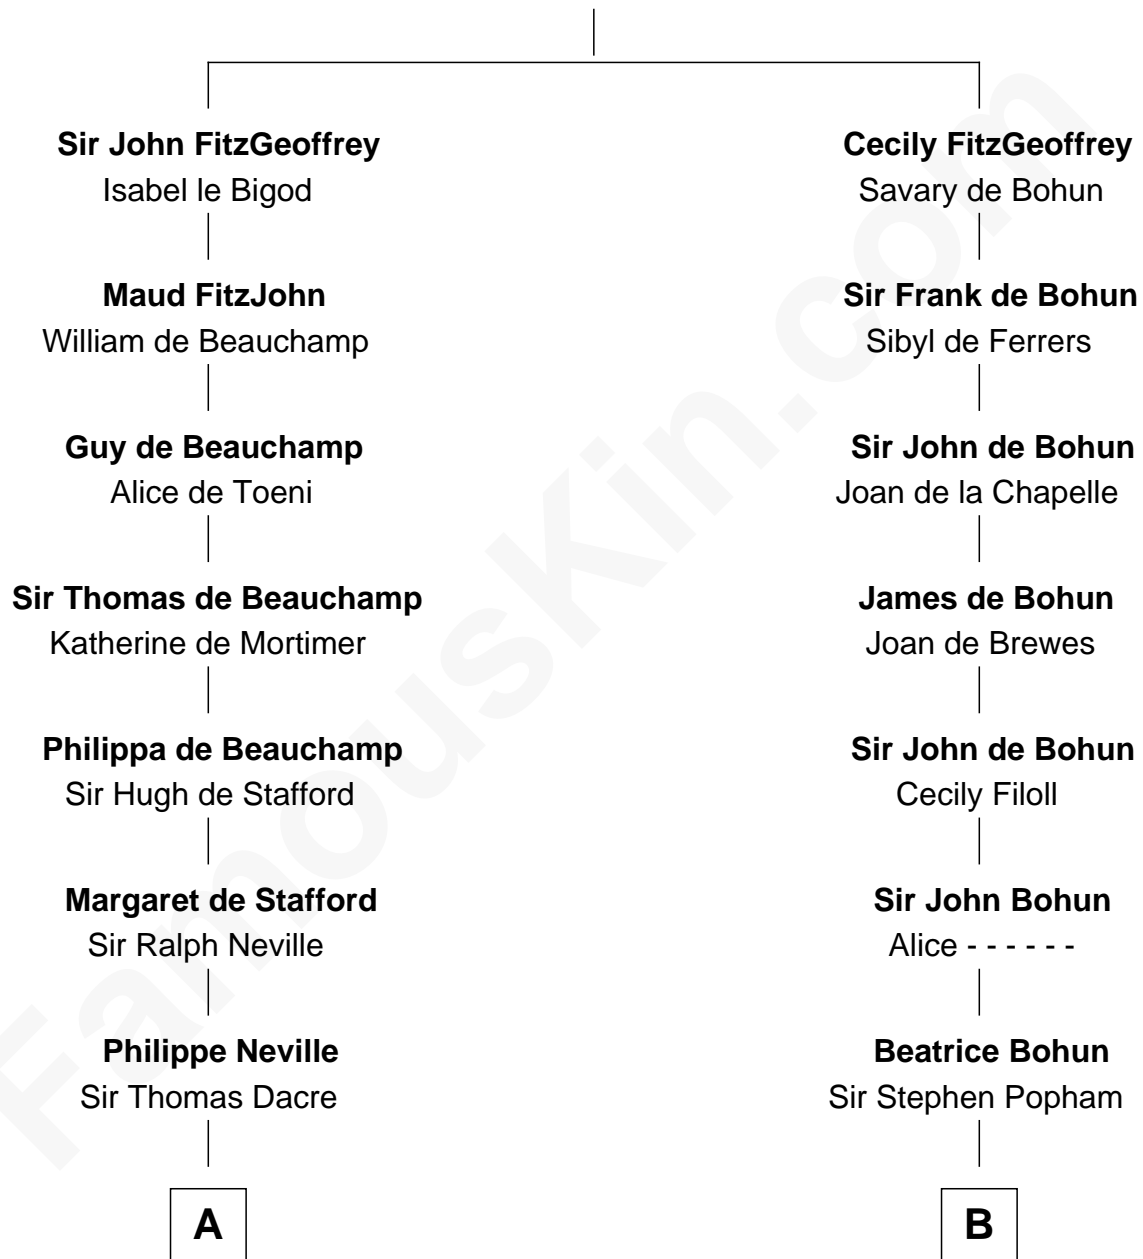 Sir John FitzGeoffrey
Isabel le Bigod
Maud FitzJohn
William de Beauchamp
Guy de Beauchamp
Alice de Toeni
Sir Thomas de Beauchamp
Katherine de Mortimer
Philippa de Beauchamp
Sir Hugh de Stafford
Margaret de Stafford
Sir Ralph Neville
Philippe Neville
Sir Thomas Dacre
A
Cecily FitzGeoffrey
Savary de Bohun
Sir Frank de Bohun
Sibyl de Ferrers
Sir John de Bohun
Joan de la Chapelle
James de Bohun
Joan de Brewes
Sir John de Bohun
Cecily Filoll
Sir John Bohun
Alice - - - - - -
Beatrice Bohun
Sir Stephen Popham
B
FamousKin.com